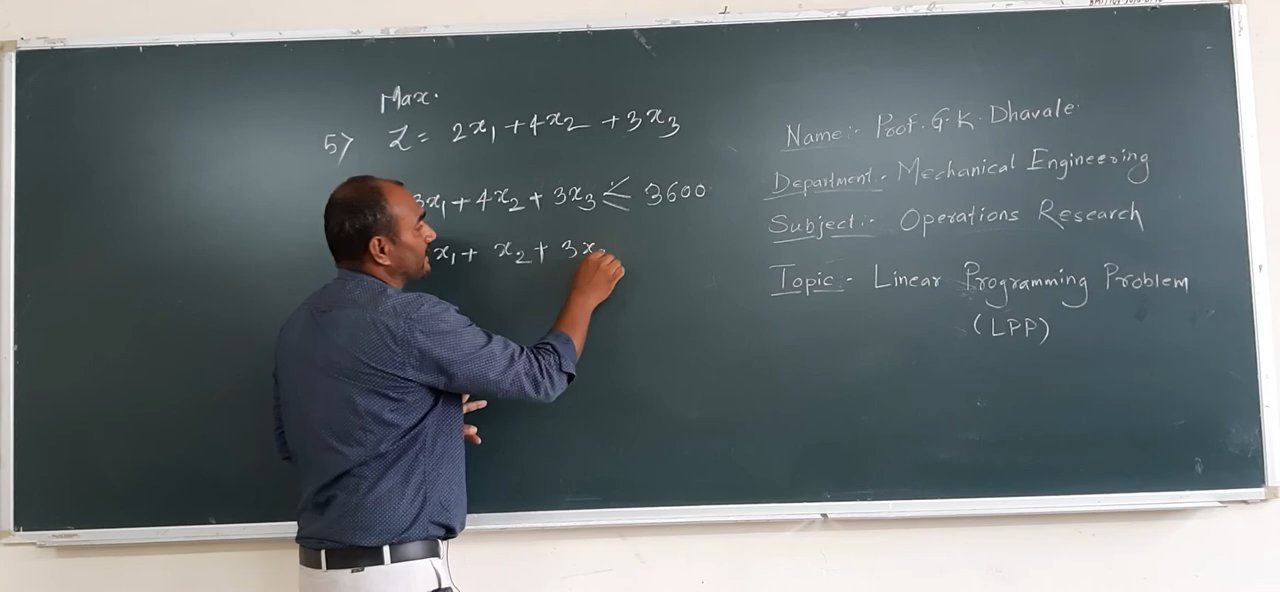 Max.
5) Z = 2x₁ + 4x₂ + 3x₃
3x₁ + 4x₂ + 3x₃ ≤ 3600
x₁ + x₂ + 3x
Name:- Prof. G. K. Dhavale
Department:- Mechanical Engineering
Subject:- Operations Research
Topic:- Linear Programming Problem
(LPP)